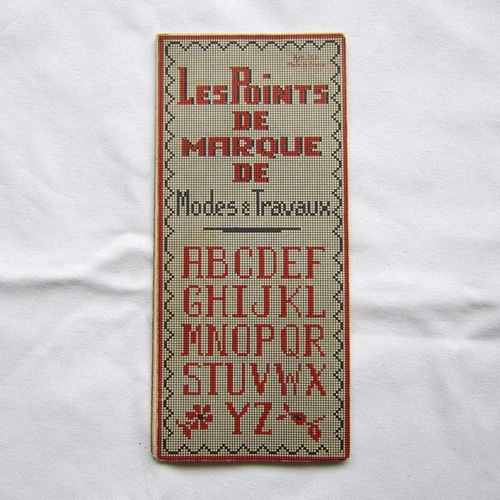 Les Points
DE
MARQUE
DE
Modes & Travaux
ABCDEF
GHIJKL
MNOPQR
STUVWX
YZ